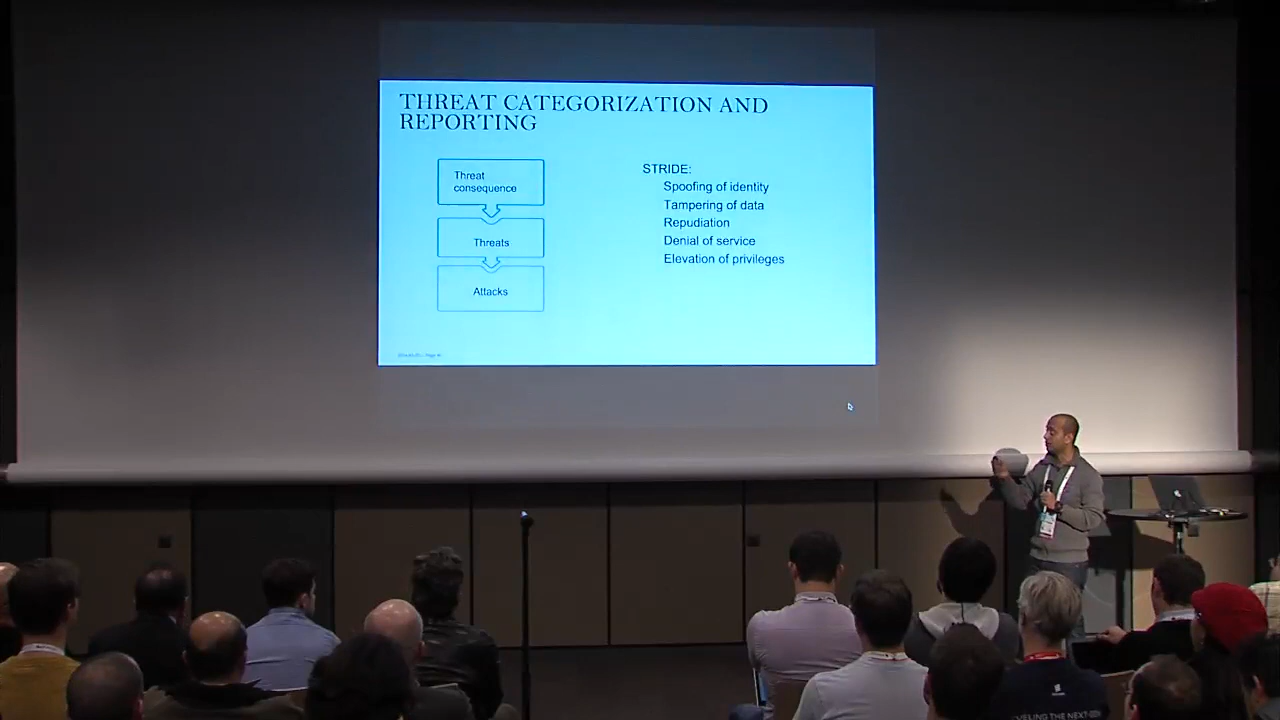 THREAT CATEGORIZATION AND
REPORTING
Threat
consequence
Threats
Attacks
STRIDE:
Spoofing of identity
Tampering of data
Repudiation
Denial of service
Elevation of privileges